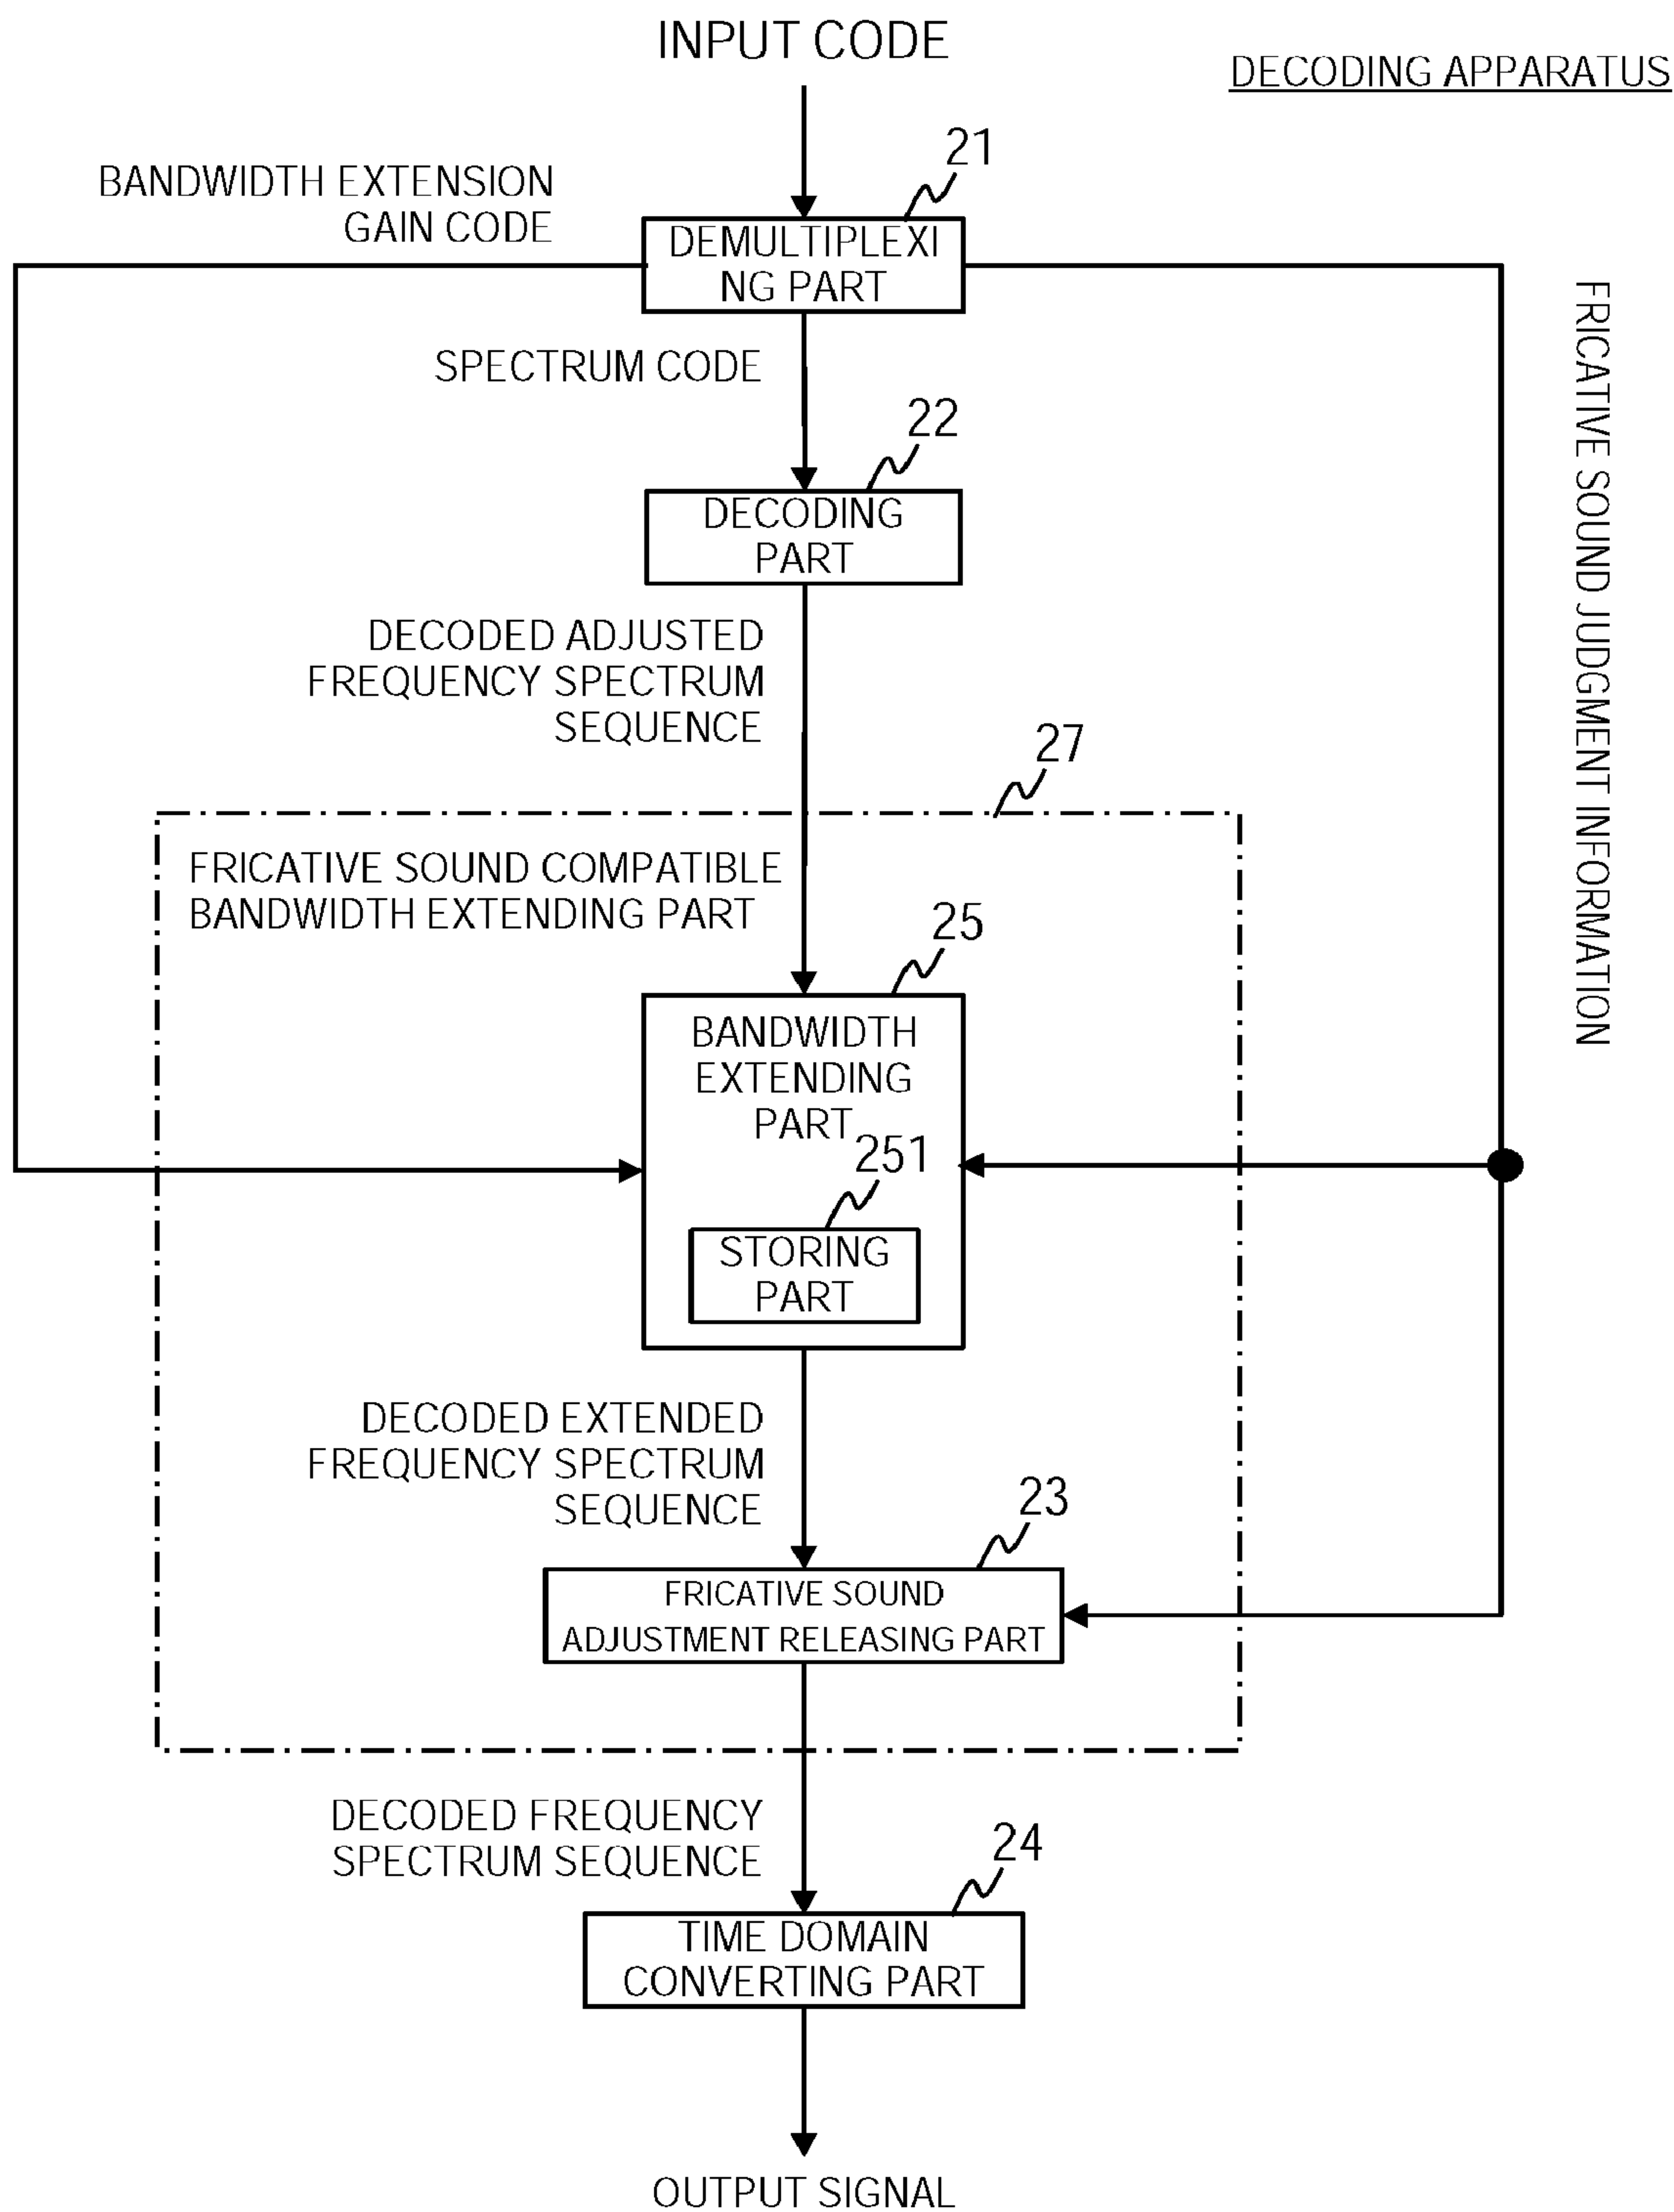 INPUT CODE
DECODING APPARATUS
21
BANDWIDTH EXTENSION
GAIN CODE
DEMULTIPLEXI
NG PART
FRICATIVE SOUND JUDGMENT INFORMATION
SPECTRUM CODE
22
DECODING
PART
DECODED ADJUSTED
FREQUENCY SPECTRUM
SEQUENCE
27
FRICATIVE SOUND COMPATIBLE
BANDWIDTH EXTENDING PART
25
BANDWIDTH
EXTENDING
PART
251
STORING
PART
DECODED EXTENDED
FREQUENCY SPECTRUM
SEQUENCE
23
FRICATIVE SOUND
ADJUSTMENT RELEASING PART
DECODED FREQUENCY
SPECTRUM SEQUENCE
24
TIME DOMAIN
CONVERTING PART
OUTPUT SIGNAL